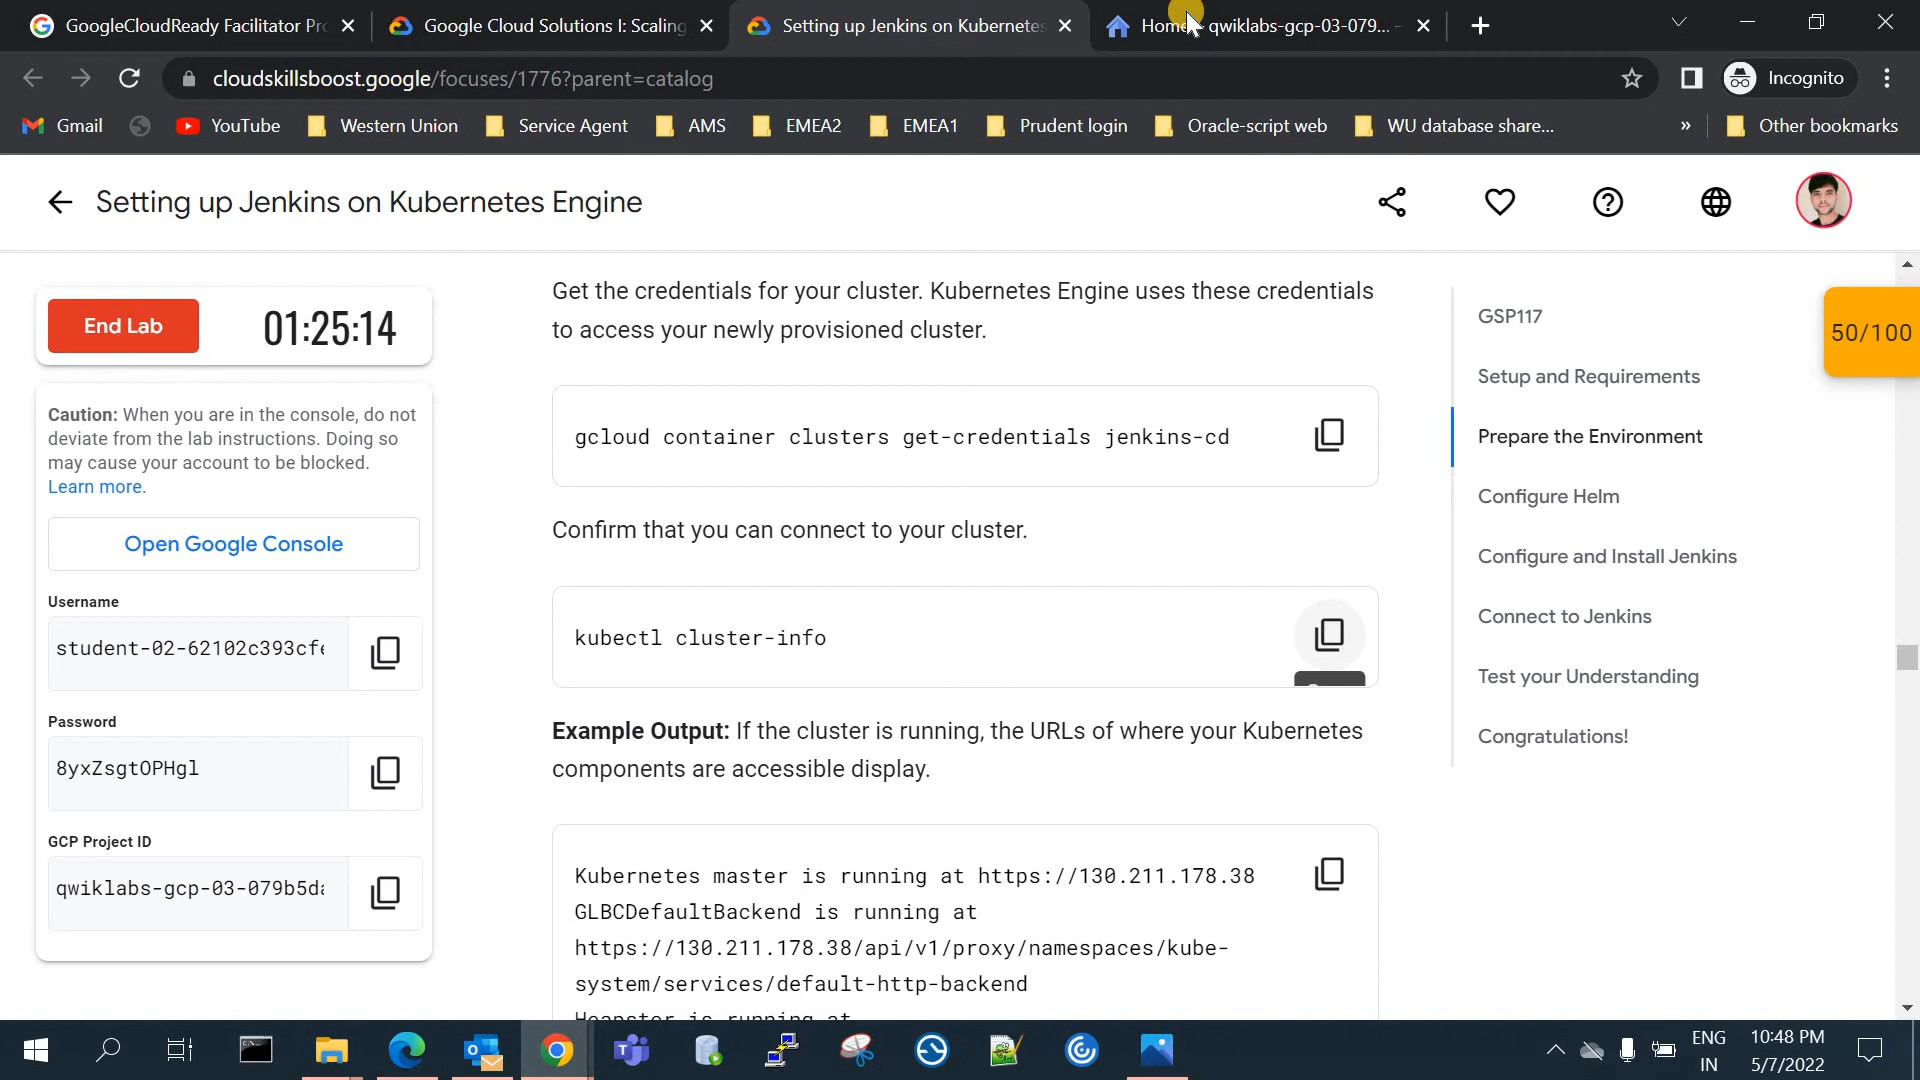 GoogleCloudReady Facilitator Pr
Google Cloud Solutions I: Scaling
Setting up Jenkins on Kubernetes
Home - qwiklabs-gcp-03-079... –
cloudskillsboost.google/focuses/1776?parent=catalog
Incognito
Gmail
YouTube
Western Union
Service Agent
AMS
EMEA2
EMEA1
Prudent login
Oracle-script web
WU database share...
»
Other bookmarks
Setting up Jenkins on Kubernetes Engine
End Lab
01:25:14
Caution: When you are in the console, do not
deviate from the lab instructions. Doing so
may cause your account to be blocked.
Learn more.
Open Google Console
Username
student-02-62102c393cfe
Password
8yxZsgtOPHgl
GCP Project ID
qwiklabs-gcp-03-079b5da
Get the credentials for your cluster. Kubernetes Engine uses these credentials
to access your newly provisioned cluster.
gcloud container clusters get-credentials jenkins-cd
Confirm that you can connect to your cluster.
kubectl cluster-info
Example Output: If the cluster is running, the URLs of where your Kubernetes
components are accessible display.
Kubernetes master is running at https://130.211.178.38
GLBCDefaultBackend is running at
https://130.211.178.38/api/v1/proxy/namespaces/kube-
system/services/default-http-backend
Heapster is running at
GSP117
Setup and Requirements
Prepare the Environment
Configure Helm
Configure and Install Jenkins
Connect to Jenkins
Test your Understanding
Congratulations!
50/100
ENG
IN
10:48 PM
5/7/2022